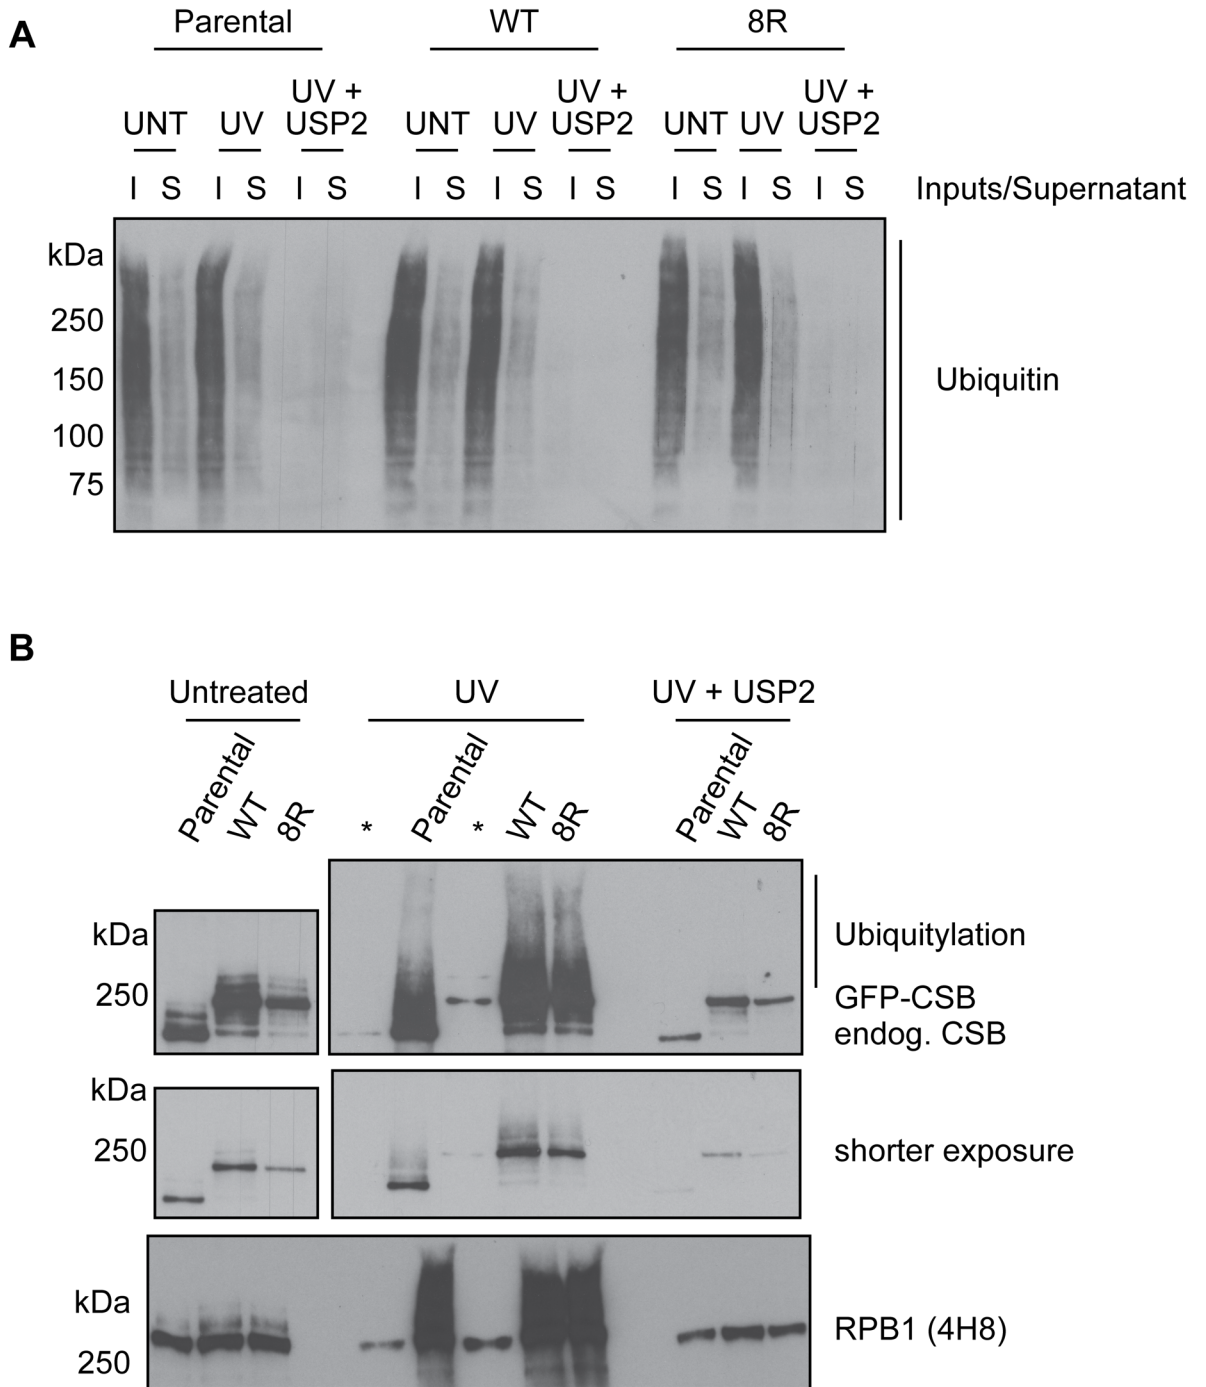 A
Parental WT 8R
UV + UV + UV +
UNT UV USP2 UNT UV USP2 UNT UV USP2
I S I S I S I S I S I S I S I S I S Inputs/Supernatant
kDa
250
150
Ubiquitin
100
75
B
Untreated UV UV + USP2
Parental WT 8R * Parental * WT 8R Parental WT 8R
kDa Ubiquitylation
250 GFP-CSB
endog. CSB
kDa
250 shorter exposure
kDa
RPB1 (4H8)
250